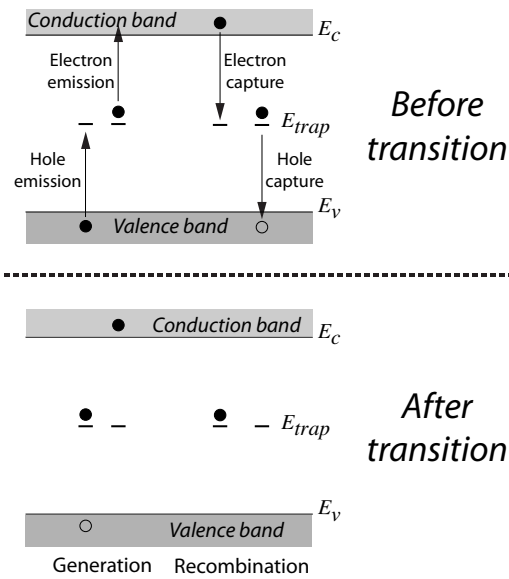 Conduction band
E_c
Electron
emission
Electron
capture
E_trap
Hole
emission
Hole
capture
E_v
Valence band
Before
transition
Conduction band
E_c
E_trap
After
transition
E_v
Valence band
Generation
Recombination